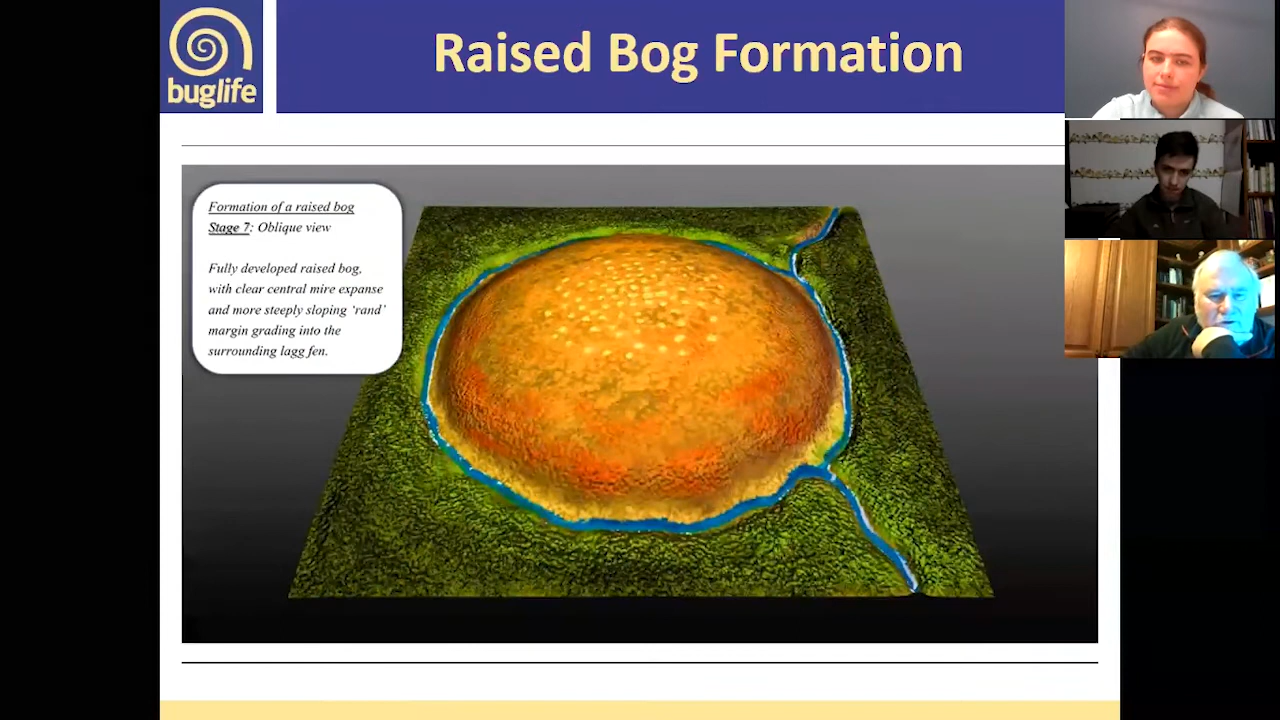 buglife
Raised Bog Formation
Formation of a raised bog
Stage 7: Oblique view
Fully developed raised bog,
with clear central mire expanse
and more steeply sloping ‘rand’
margin grading into the
surrounding lagg fen.